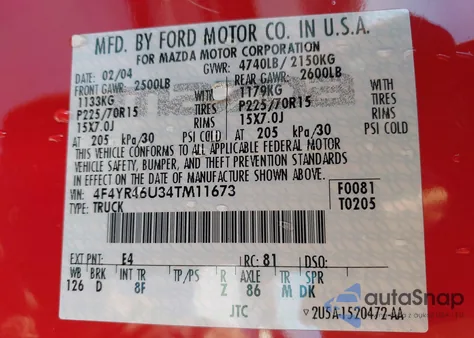 MFD. BY FORD MOTOR CO. IN U.S.A.
FOR MAZDA MOTOR CORPORATION
DATE: 02/04 GVWR: 4740LB/ 2150KG
FRONT GAWR: 2500LB REAR GAWR: 2600LB
1133KG WITH 1179KG WITH
P225/70R15 TIRES P225/70R15 TIRES
15X7.0J RIMS 15X7.0J RIMS
AT 205 kPa/30 PSI COLD AT 205 kPa/30 PSI COLD
THIS VEHICLE CONFORMS TO ALL APPLICABLE FEDERAL MOTOR
VEHICLE SAFETY, BUMPER, AND THEFT PREVENTION STANDARDS
IN EFFECT ON THE DATE OF MANUFACTURE SHOWN ABOVE.
VIN: 4F4YR46U34TM11673 F0081
TYPE: TRUCK T0205
EXT PNT: E4 RC: 81 DSO:
WB BRK INT TR TP/PS R AXLE TR SPR
126 D 8F Z 86 M DK
autoSnap
JTC 2U5A-1520472-AA